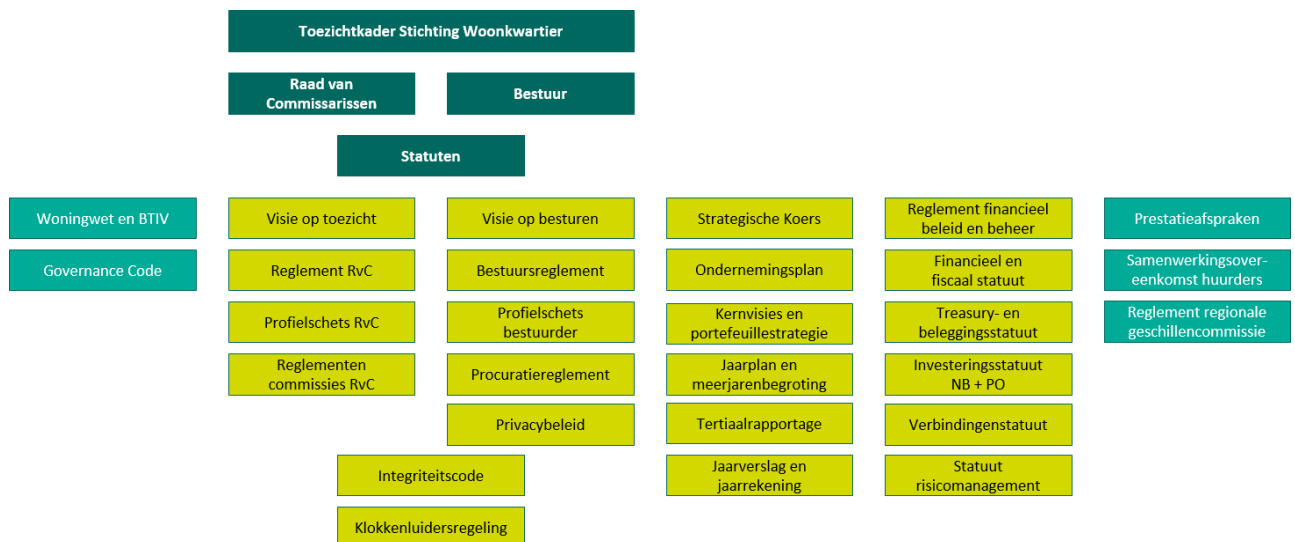 Toezichtkader Stichting Woonkwartier
Raad van
Commissarissen
Bestuur
Statuten
Woningwet en BTIV
Governance Code
Visie op toezicht
Reglement RvC
Profielschets RvC
Reglementen
commissies RvC
Visie op besturen
Bestuursreglement
Profielschets
bestuurder
Procuratiereglement
Privacybeleid
Integriteitscode
Klokkenluidersregeling
Strategische Koers
Ondernemingsplan
Kernvisies en
portefeuillestrategie
Jaarplan en
meerjarenbegroting
Tertiaalrapportage
Jaarverslag en
jaarrekening
Reglement financieel
beleid en beheer
Financieel en
fiscaal statuut
Treasury- en
beleggingsstatuut
Investeringsstatuut
NB + PO
Verbindingenstatuut
Statuut
risicomanagement
Prestatieafspraken
Samenwerkingsover-
eenkomst huurders
Reglement regionale
geschillencommissie